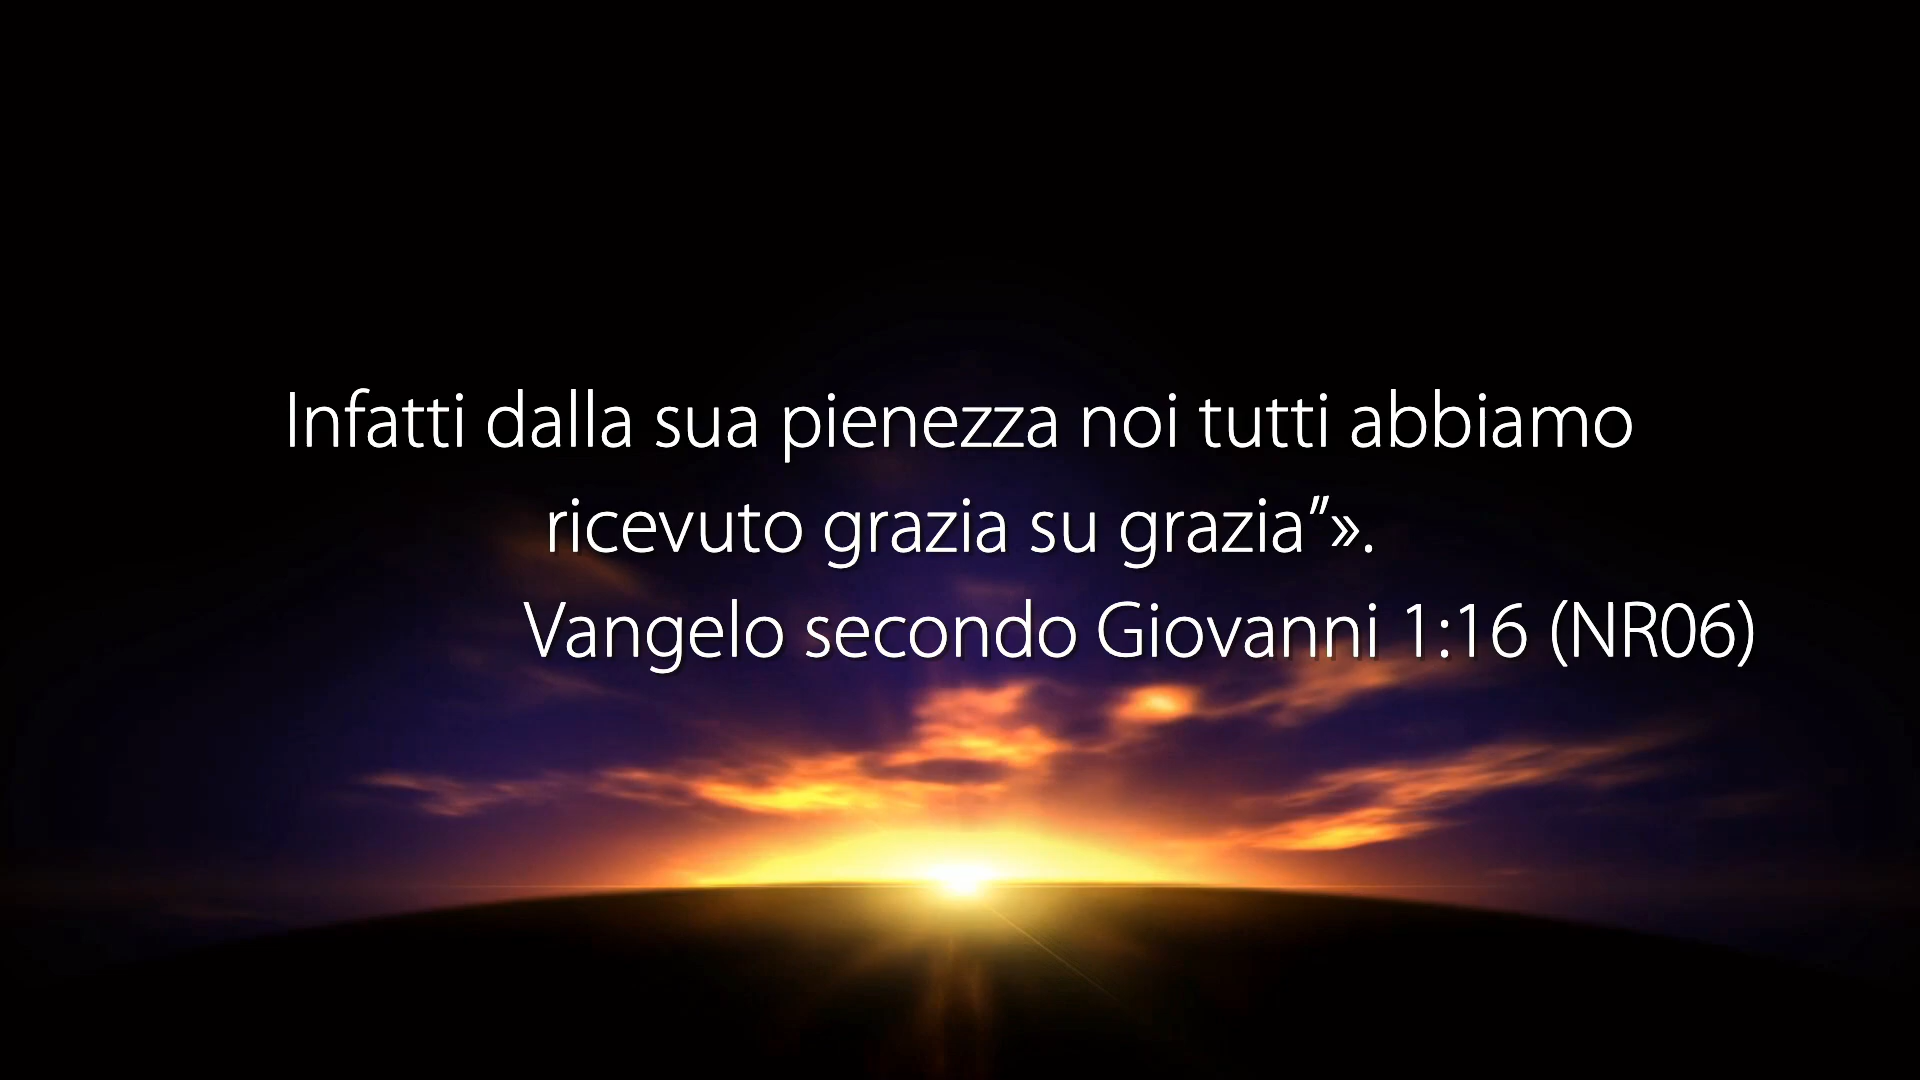 Infatti dalla sua pienezza noi tutti abbiamo
ricevuto grazia su grazia”».
Vangelo secondo Giovanni 1:16 (NR06)